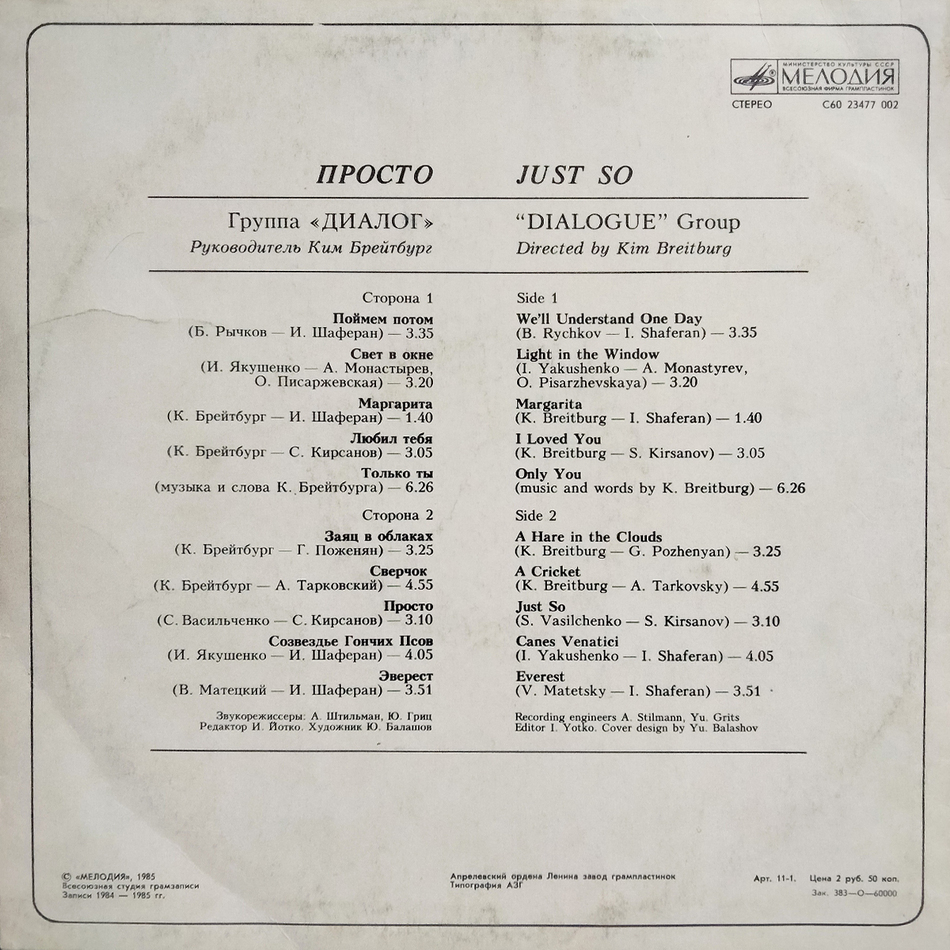 МИНИСТЕРСТВО КУЛЬТУРЫ СССР
МЕЛОДИЯ
ВСЕСОЮЗНАЯ ФИРМА ГРАМПЛАСТИНОК
СТЕРЕО С60 23477 002
ПРОСТО
Группа «ДИАЛОГ»
Руководитель Ким Брейтбург
Сторона 1
Поймем потом
(Б. Рычков — И. Шаферан) — 3.35
Свет в окне
(И. Якушенко — А. Монастырев,
О. Писаржевская) — 3.20
Маргарита
(К. Брейтбург — И. Шаферан) — 1.40
Любил тебя
(К. Брейтбург — С. Кирсанов) — 3.05
Только ты
(музыка и слова К. Брейтбурга) — 6.26
Сторона 2
Заяц в облаках
(К. Брейтбург — Г. Поженян) — 3.25
Сверчок
(К. Брейтбург — А. Тарковский) — 4.55
Просто
(С. Васильченко — С. Кирсанов) — 3.10
Созвездье Гончих Псов
(И. Якушенко — И. Шаферан) — 4.05
Эверест
(В. Матецкий — И. Шаферан) — 3.51
Звукорежиссеры: А. Штильман, Ю. Гриц
Редактор И. Йотко. Художник Ю. Балашов
JUST SO
“DIALOGUE” Group
Directed by Kim Breitburg
Side 1
We'll Understand One Day
(B. Rychkov — I. Shaferan) — 3.35
Light in the Window
(I. Yakushenko — A. Monastyrev,
O. Pisarzhevskaya) — 3.20
Margarita
(K. Breitburg — I. Shaferan) — 1.40
I Loved You
(K. Breitburg — S. Kirsanov) — 3.05
Only You
(music and words by K. Breitburg) — 6.26
Side 2
A Hare in the Clouds
(K. Breitburg — G. Pozhenyan) — 3.25
A Cricket
(K. Breitburg — A. Tarkovsky) — 4.55
Just So
(S. Vasilchenko — S. Kirsanov) — 3.10
Canes Venatici
(I. Yakushenko — I. Shaferan) — 4.05
Everest
(V. Matetsky — I. Shaferan) — 3.51
Recording engineers A. Stilmann, Yu. Grits
Editor I. Yotko. Cover design by Yu. Balashov
© «МЕЛОДИЯ», 1985
Всесоюзная студия грамзаписи
Записи 1984 — 1985 гг.
Апрелевский ордена Ленина завод грампластинок
Типография АЗГ
Арт. 11-1. Цена 2 руб. 50 коп.
Зак. 383—О—60000